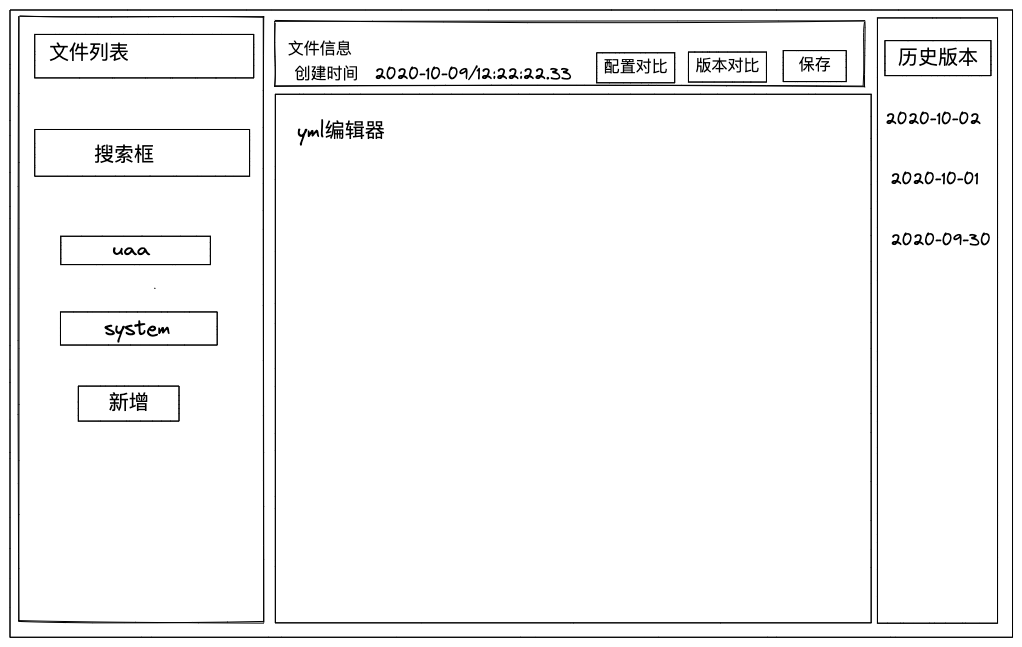 文件列表
搜索框
uaa
system
新增
文件信息
创建时间 2020-10-09/12:22:22.33
配置对比
版本对比
保存
yml编辑器
历史版本
2020-10-02
2020-10-01
2020-09-30